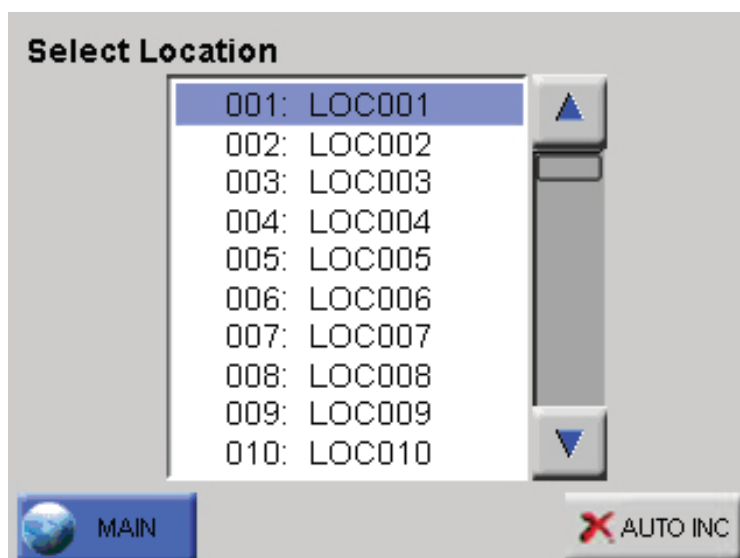 Select Location
001: LOC001
002: LOC002
003: LOC003
004: LOC004
005: LOC005
006: LOC006
007: LOC007
008: LOC008
009: LOC009
010: LOC010
MAIN
AUTO INC